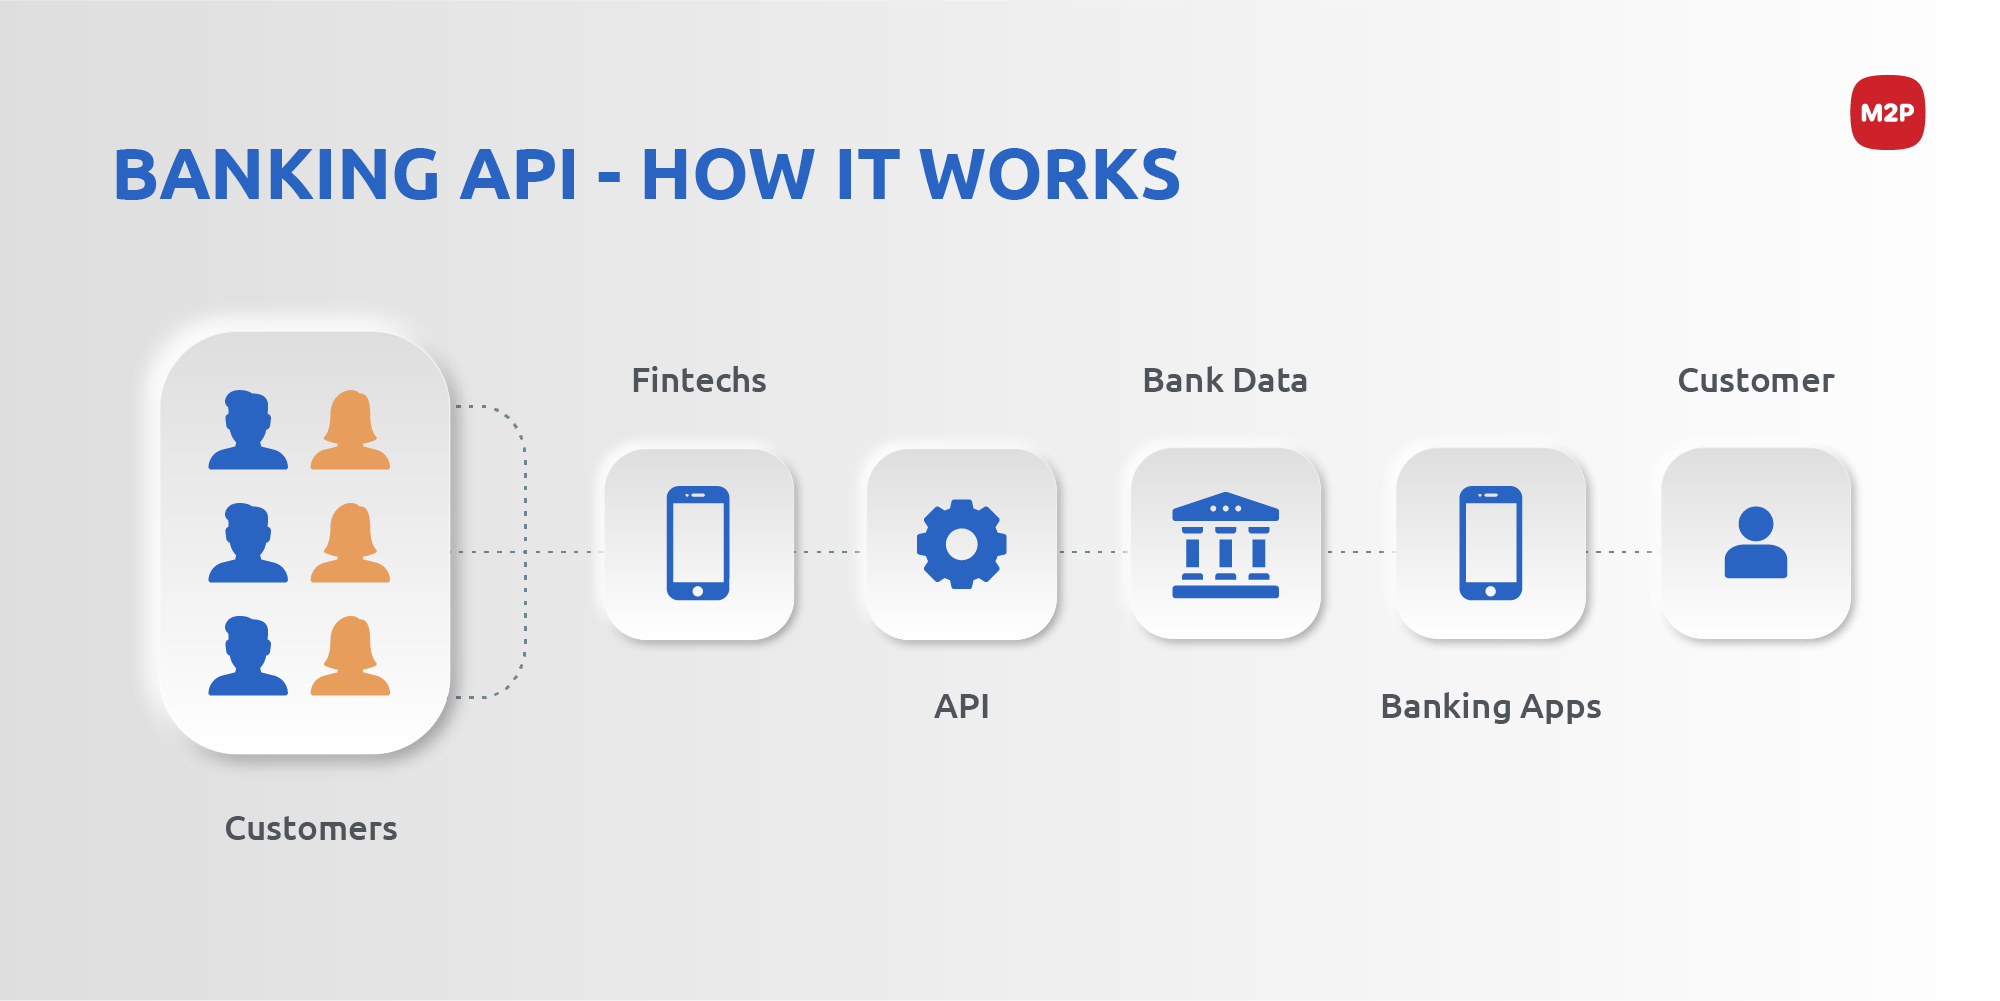 M2P
BANKING API - HOW IT WORKS
Fintechs
Bank Data
Customer
API
Banking Apps
Customers